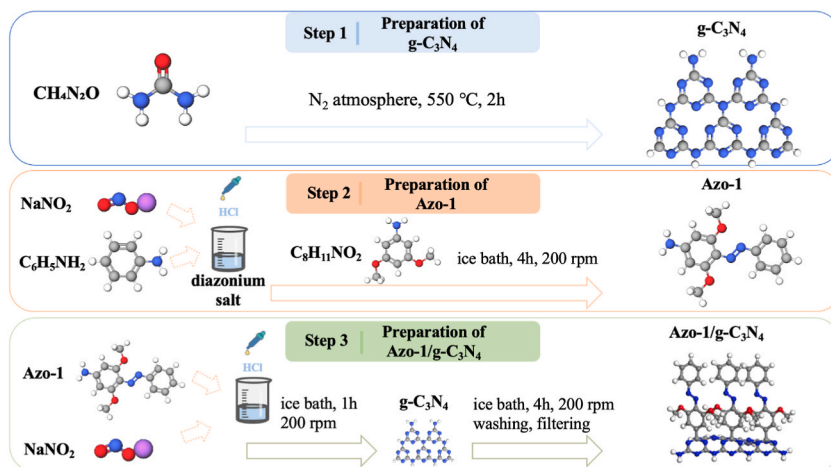 Step 1 Preparation of
g-C₃N₄
g-C₃N₄
CH4N₂O
N₂ atmosphere, 550 ℃, 2h
NaNO₂
HCl
Step 2 Preparation of
Azo-1
Azo-1
C₆H₅NH₂
diazonium
salt
C₈H₁₁NO₂
ice bath, 4h, 200 rpm
Step 3 Preparation of
Azo-1/g-C₃N₄
Azo-1/g-C₃N₄
Azo-1
HCl
NaNO₂
ice bath, 1h
200 rpm
g-C₃N₄
ice bath, 4h, 200 rpm
washing, filtering